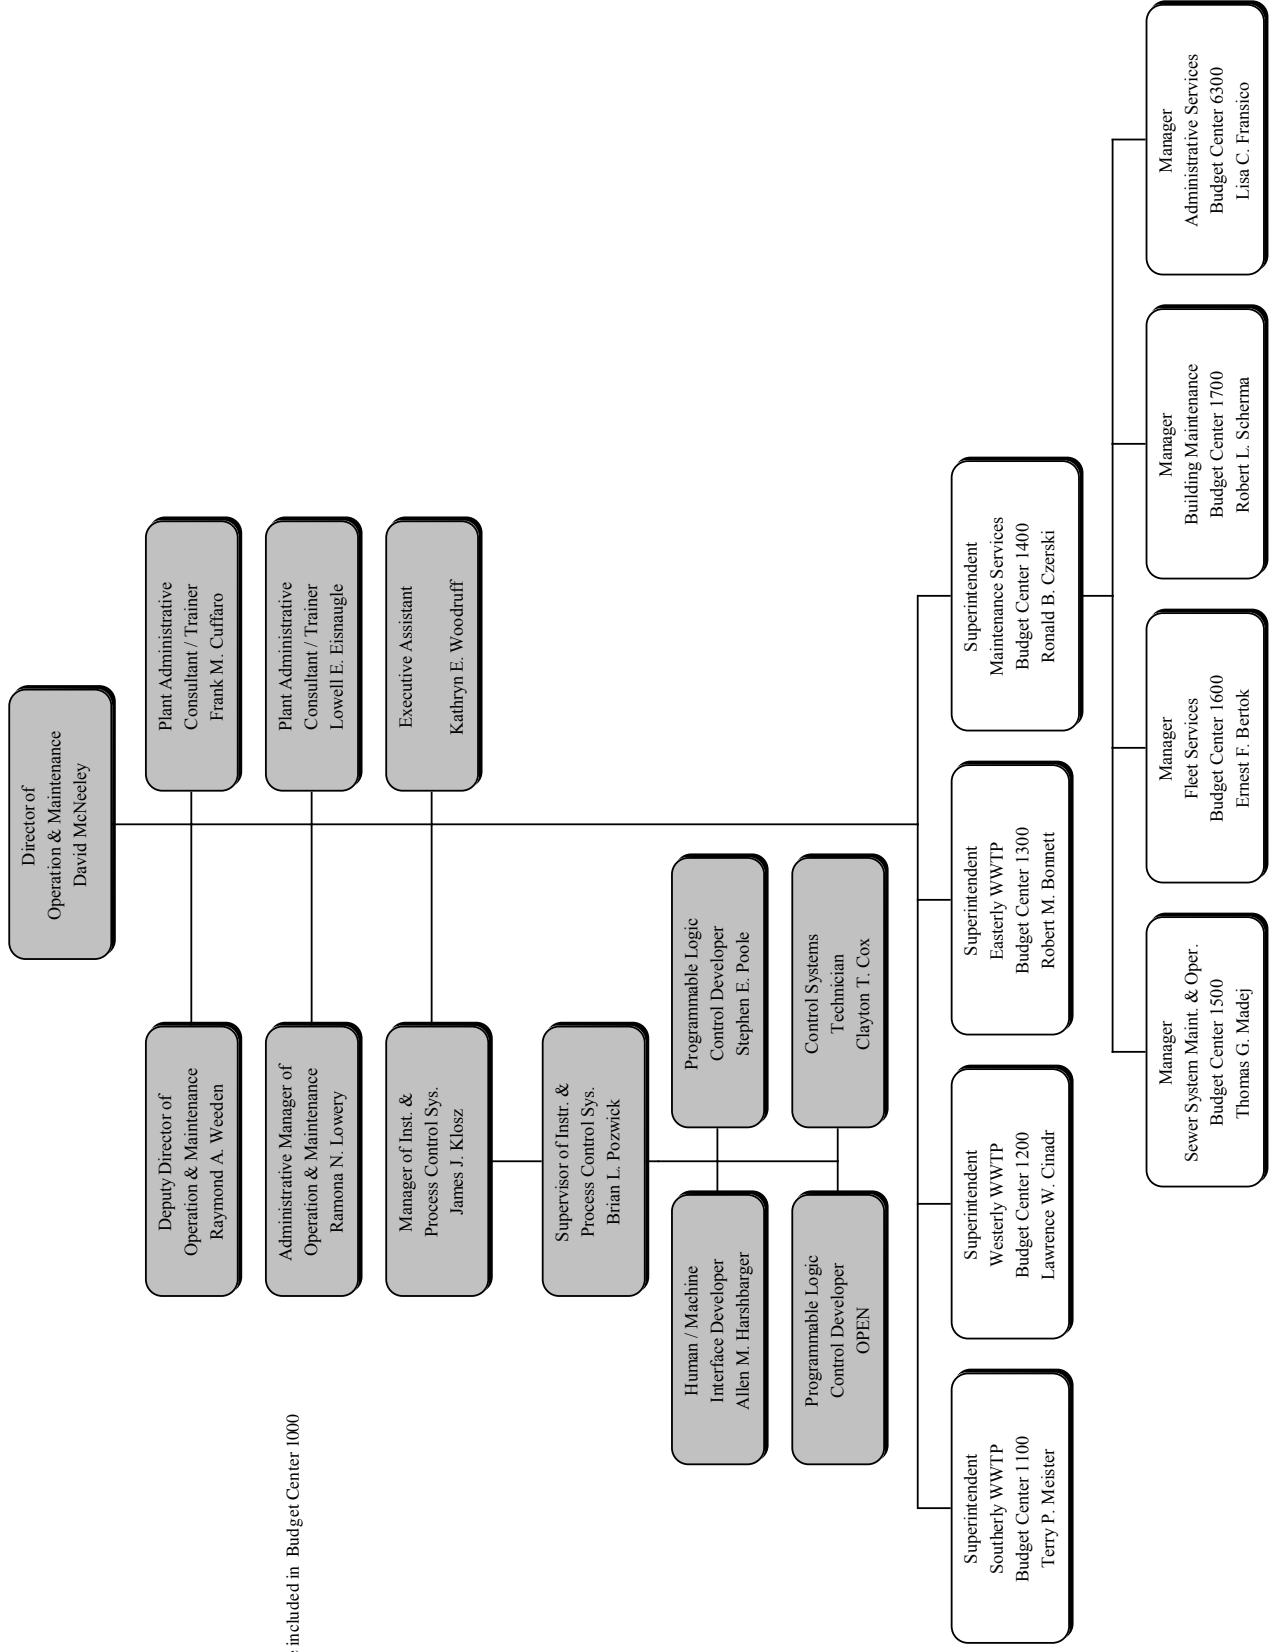 Director of
Operation & Maintenance
David McNeeley
Deputy Director of
Operation & Maintenance
Raymond A. Weeden
Plant Administrative
Consultant / Trainer
Frank M. Cuffaro
included in Budget Center 1000
Administrative Manager of
Operation & Maintenance
Ramona N. Lowery
Plant Administrative
Consultant / Trainer
Lowell E. Eisnaugle
Manager of Inst. &
Process Control Sys.
James J. Klosz
Executive Assistant
Kathryn E. Woodruff
Supervisor of Instr. &
Process Control Sys.
Brian L. Pozwick
Human / Machine
Interface Developer
Allen M. Harshbarger
Programmable Logic
Control Developer
Stephen E. Poole
Programmable Logic
Control Developer
OPEN
Control Systems
Technician
Clayton T. Cox
Superintendent
Southerly WWTP
Budget Center 1100
Terry P. Meister
Superintendent
Westerly WWTP
Budget Center 1200
Lawrence W. Cinadr
Superintendent
Easterly WWTP
Budget Center 1300
Robert M. Bonnett
Superintendent
Maintenance Services
Budget Center 1400
Ronald B. Czerski
Manager
Sewer System Maint. & Oper.
Budget Center 1500
Thomas G. Madej
Manager
Fleet Services
Budget Center 1600
Ernest F. Bertok
Manager
Building Maintenance
Budget Center 1700
Robert L. Scherma
Manager
Administrative Services
Budget Center 6300
Lisa C. Fransico